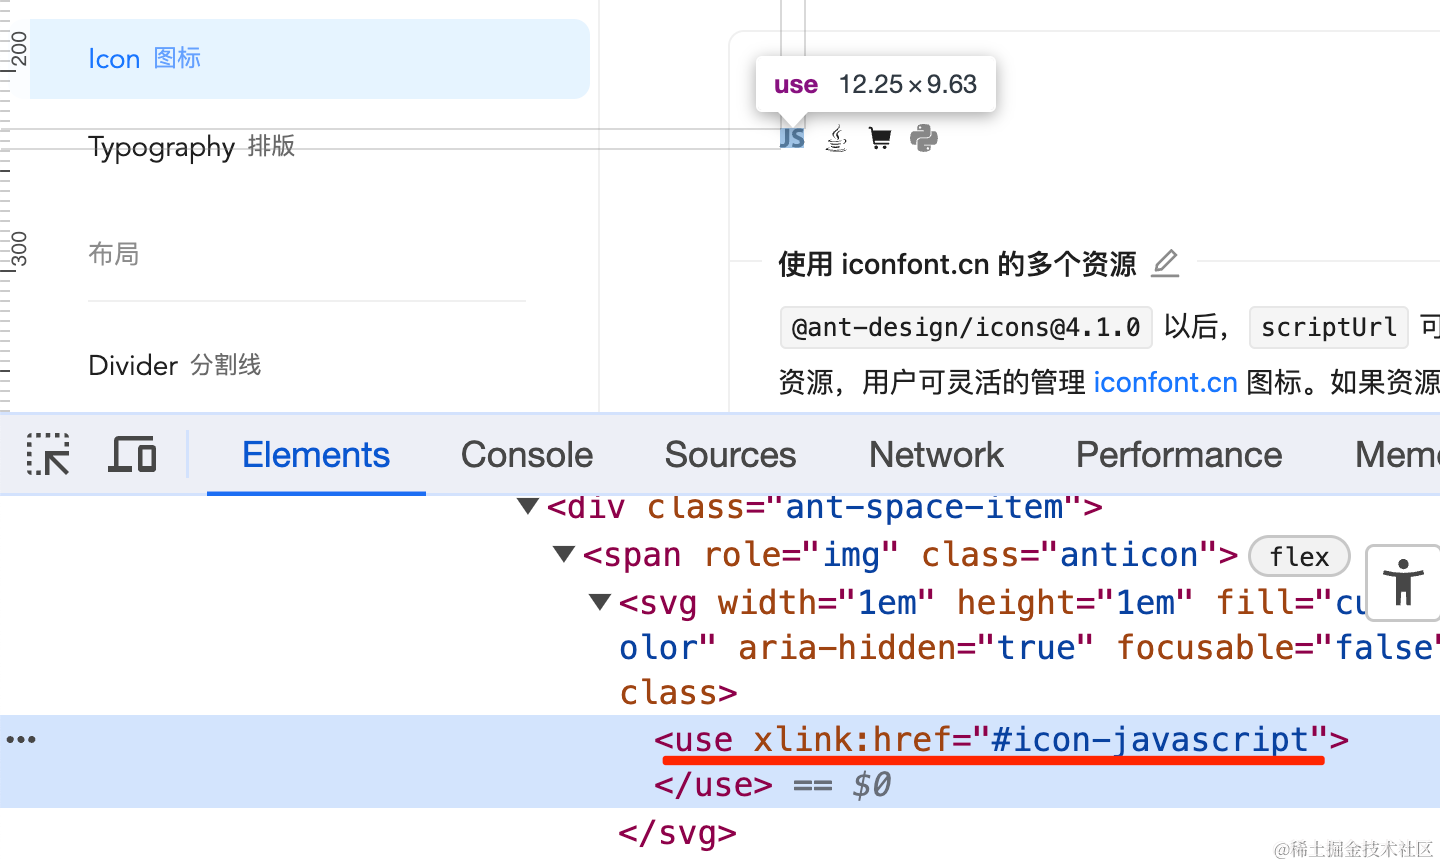 200
Icon 图标
use 12.25×9.63
JS
Typography 排版
300
布局
使用 iconfont.cn 的多个资源
@ant-design/icons@4.1.0 以后， scriptUrl 可
Divider 分割线
资源，用户可灵活的管理 iconfont.cn 图标。如果资源
Elements Console Sources Network Performance Mem
<div class="ant-space-item">
<span role="img" class="anticon"> flex
<svg width="1em" height="1em" fill="cu
olor" aria-hidden="true" focusable="false"
class>
<use xlink:href="#icon-javascript">
</use> == $0
</svg>
@稀土掘金技术社区